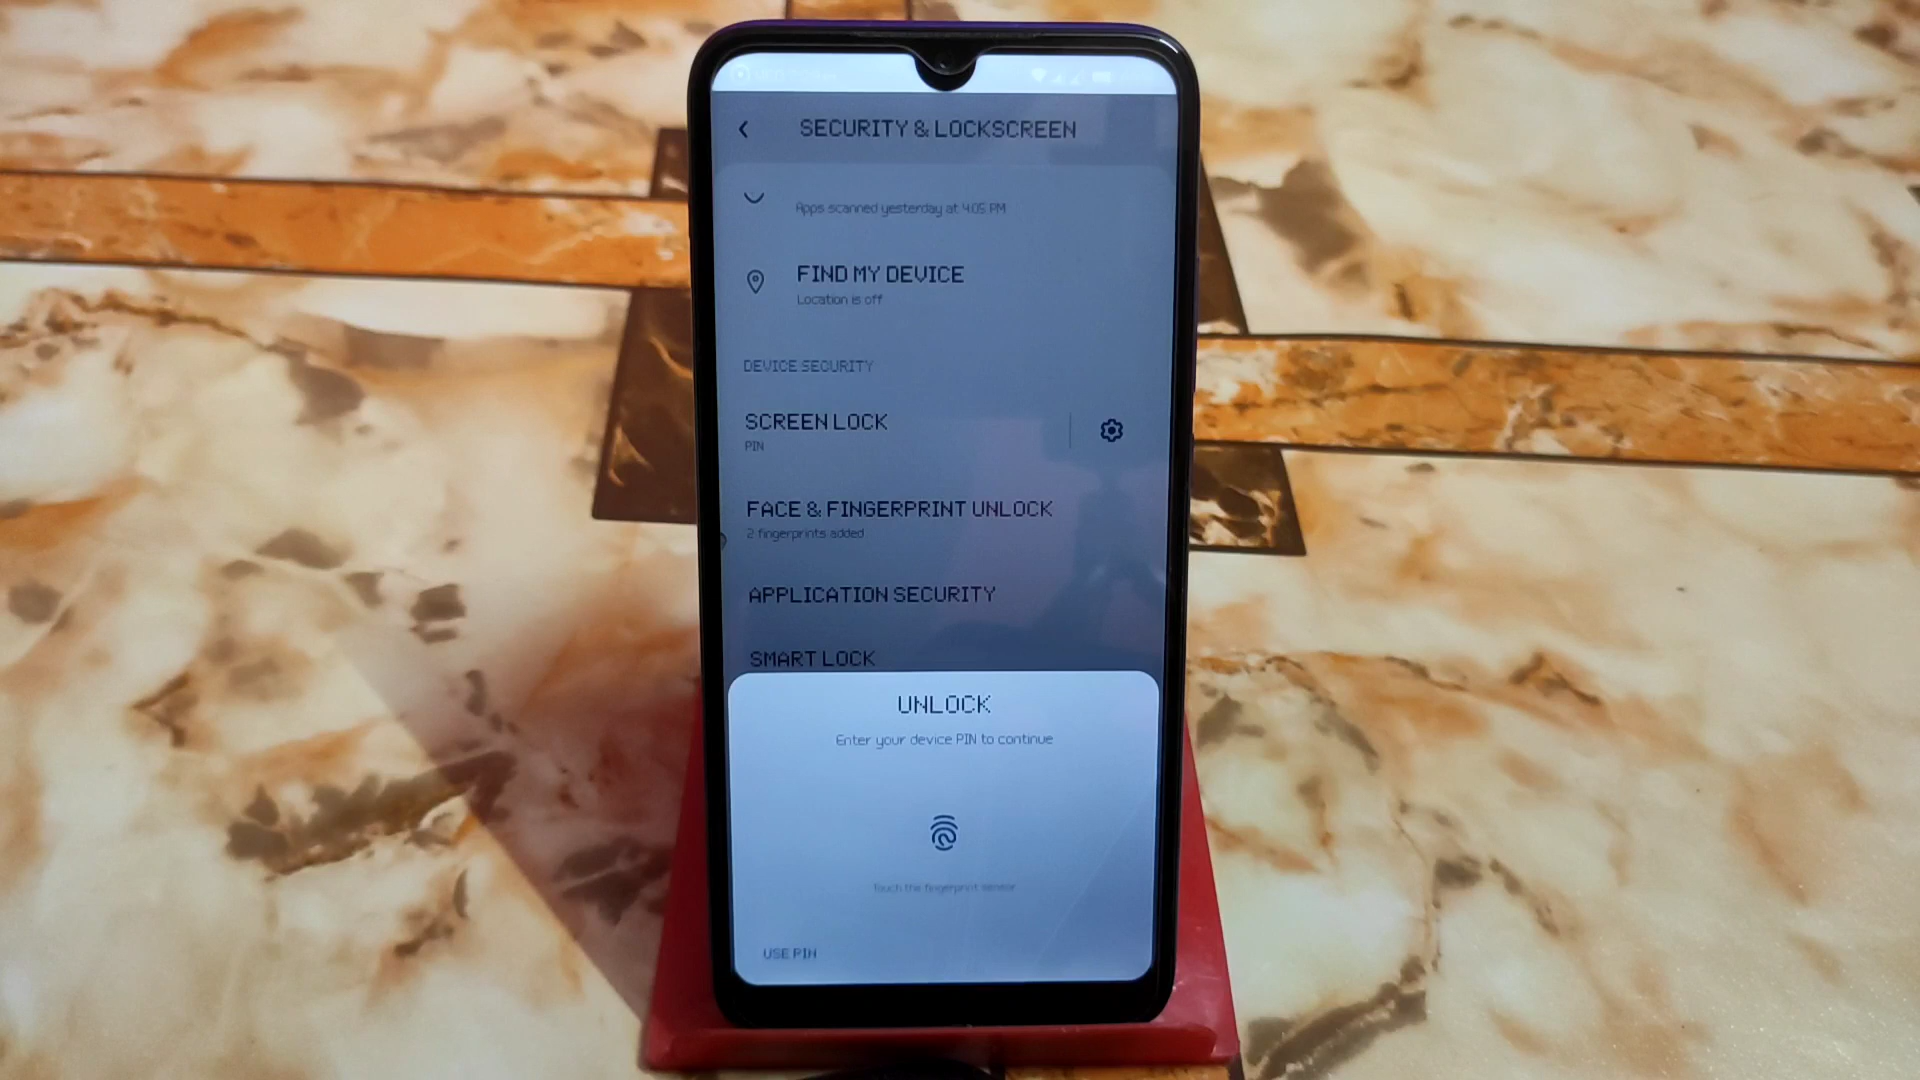 SECURITY & LOCKSCREEN
Apps scanned yesterday at 4:05 PM
FIND MY DEVICE
Location is off
DEVICE SECURITY
SCREEN LOCK
PIN
FACE & FINGERPRINT UNLOCK
2 fingerprints added
APPLICATION SECURITY
SMART LOCK
UNLOCK
Enter your device PIN to continue
Touch the fingerprint sensor
USE PIN